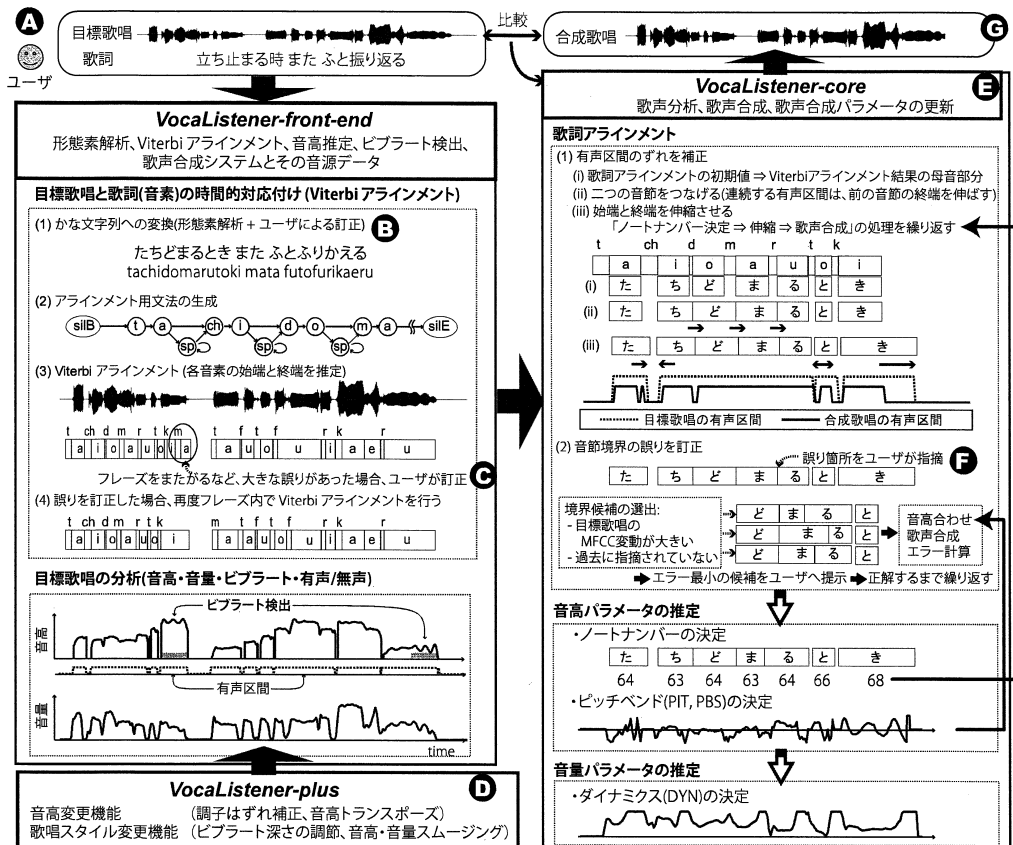 A
目標歌唱
歌詞 立ち止まる時 また ふと振り返る
ユーザ
比較
合成歌唱
G
VocaListener-front-end
形態素解析、Viterbi アラインメント、音高推定、ビブラート検出、
歌声合成システムとその音源データ
目標歌唱と歌詞(音素)の時間的対応付け (Viterbi アラインメント)
(1) かな文字列への変換(形態素解析 + ユーザによる訂正)
B
たちどまるとき また ふとふりかえる
tachidomarutoki mata futofurikaeru
(2) アラインメント用文法の生成
silB t a ch i d o m a silE
sp sp sp
(3) Viterbi アラインメント (各音素の始端と終端を推定)
t ch d m r t k m t f t f r k r
a i o a u o i a a u o u i a e u
フレーズをまたがるなど、大きな誤りがあった場合、ユーザが訂正
C
(4) 誤りを訂正した場合、再度フレーズ内で Viterbi アラインメントを行う
t ch d m r t k m t f t f r k r
a i o a u o i a a u o u i a e u
目標歌唱の分析(音高・音量・ビブラート・有声/無声)
ビブラート検出
音高
有声区間
音量
time
VocaListener-plus
D
音高変更機能 (調子はずれ補正、音高トランスポーズ)
歌唱スタイル変更機能 (ビブラート深さの調節、音高・音量スムージング)
VocaListener-core
E
歌声分析、歌声合成、歌声合成パラメータの更新
歌詞アラインメント
(1) 有声区間のずれを補正
(i) 歌詞アラインメントの初期値 ⇒ Viterbiアラインメント結果の母音部分
(ii) 二つの音節をつなげる(連続する有声区間は、前の音節の終端を伸ばす)
(iii) 始端と終端を伸縮させる
「ノートナンバー決定 ⇒ 伸縮 ⇒ 歌声合成」の処理を繰り返す
t ch d m r t k
a i o a u o i
(i) た ち ど ま る と き
(ii) た ち ど ま る と き
(iii) た ち ど ま る と き
目標歌唱の有声区間 合成歌唱の有声区間
(2) 音節境界の誤りを訂正
誤り箇所をユーザが指摘
F
た ち ど ま る と き
境界候補の選出:
- 目標歌唱の
MFCC変動が大きい
- 過去に指摘されていない
ど ま る と
ど ま る と
ど ま る と
音高合わせ
歌声合成
エラー計算
エラー最小の候補をユーザへ提示 正解するまで繰り返す
音高パラメータの推定
・ノートナンバーの決定
た ち ど ま る と き
64 63 64 63 64 66 68
・ピッチベンド(PIT, PBS)の決定
音量パラメータの推定
・ダイナミクス(DYN)の決定